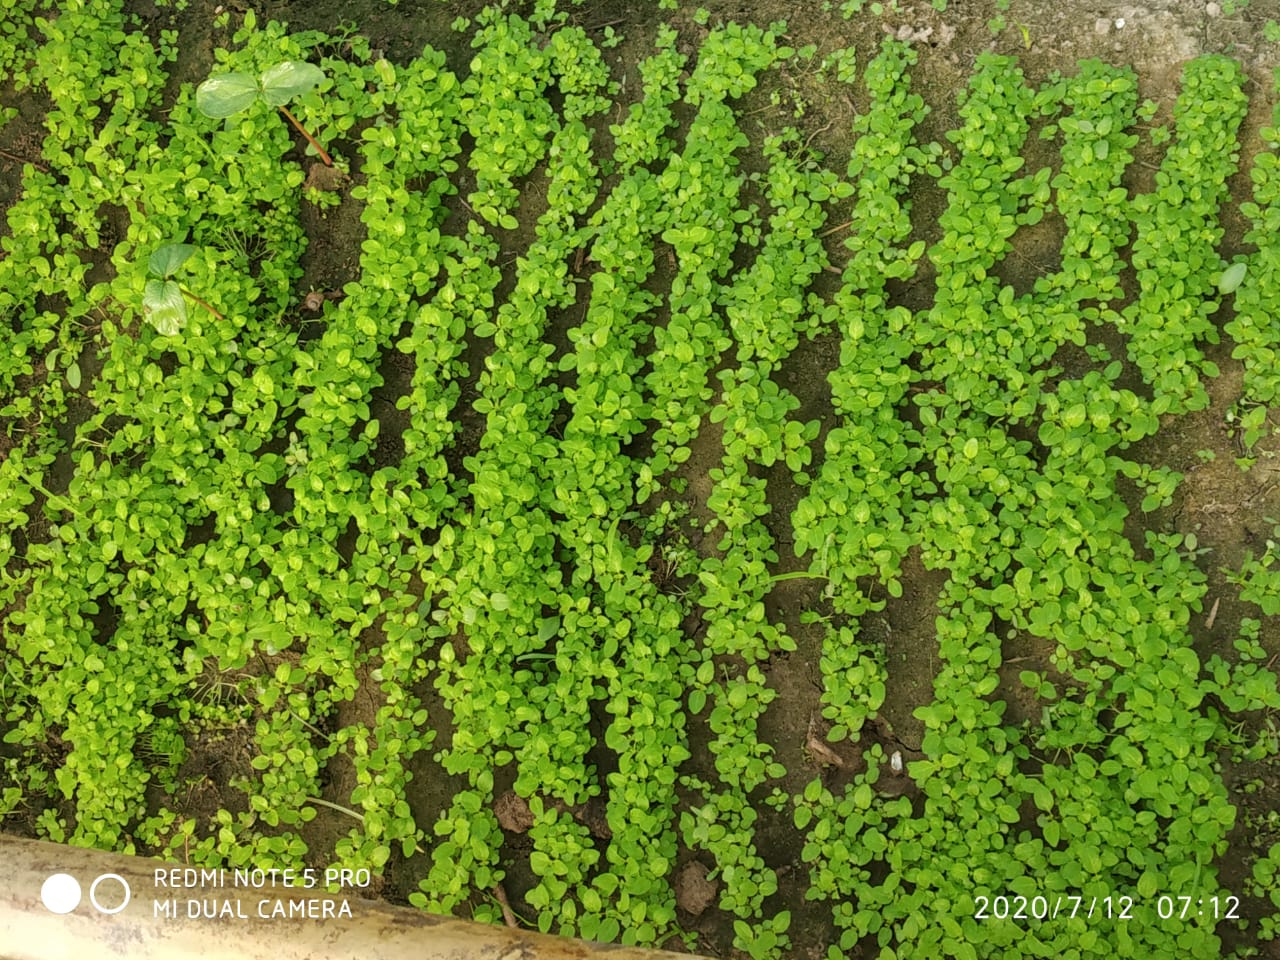 REDMI NOTE 5 PRO
MI DUAL CAMERA
2020/7/12 07:12